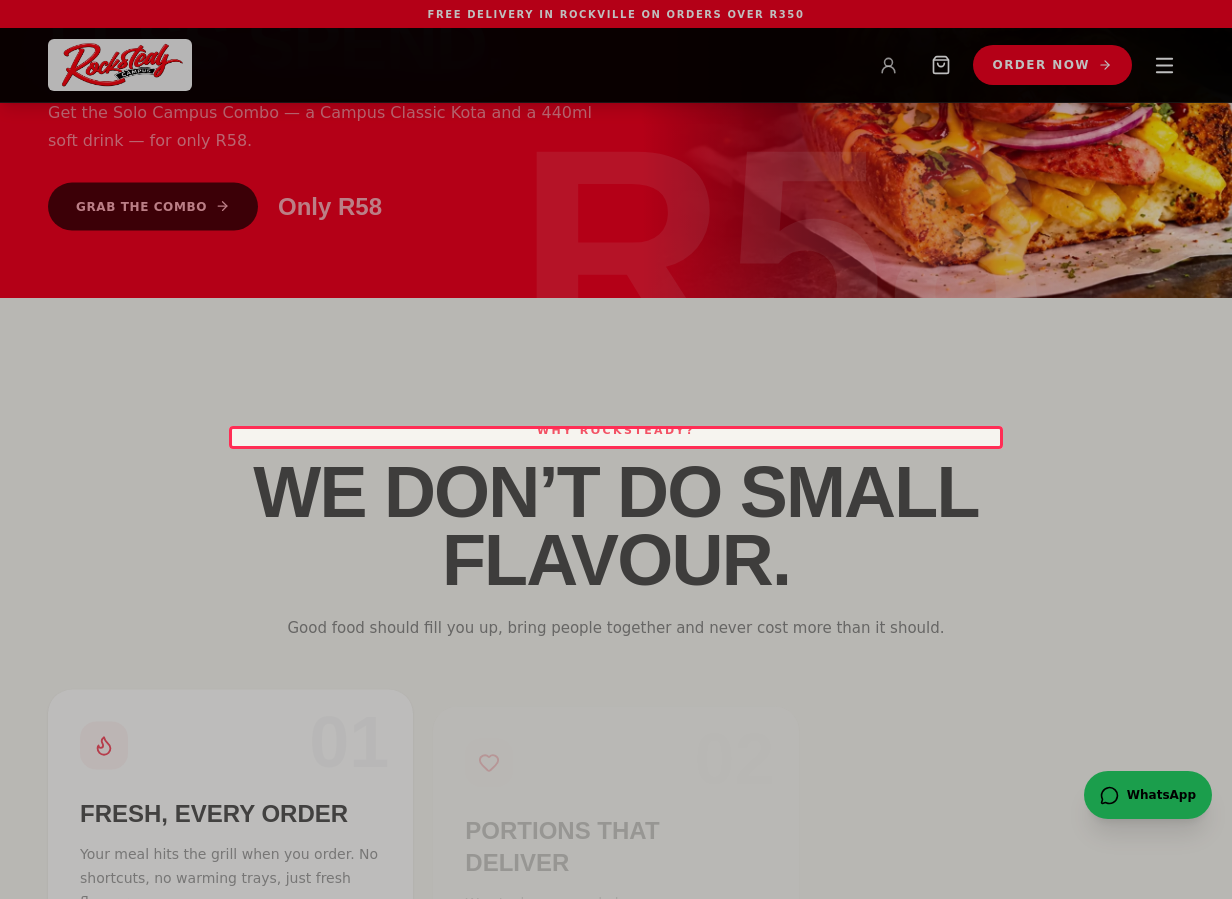 FREE DELIVERY IN ROCKVILLE ON ORDERS OVER R350
Rocksteady
CAMPUS
ORDER NOW
Get the Solo Campus Combo — a Campus Classic Kota and a 440ml
soft drink — for only R58.
GRAB THE COMBO
Only R58
R5
WHY ROCKSTEADY?
WE DON’T DO SMALL
FLAVOUR.
Good food should fill you up, bring people together and never cost more than it should.
01
02
FRESH, EVERY ORDER
PORTIONS THAT
DELIVER
Your meal hits the grill when you order. No
shortcuts, no warming trays, just fresh
WhatsApp